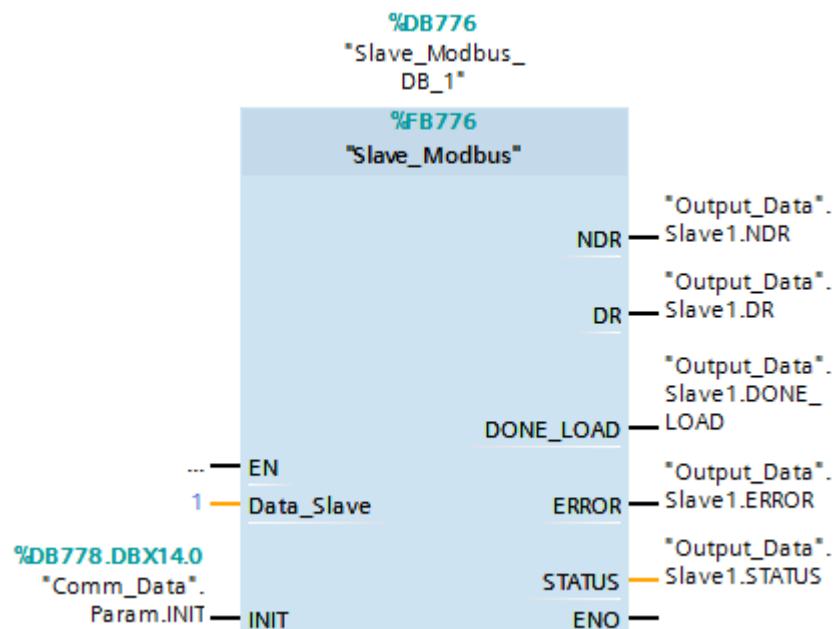 %DB776
"Slave_Modbus_
DB_1"
%FB776
"Slave_Modbus"
NDR
"Output_Data".
Slave1.NDR
DR
"Output_Data".
Slave1.DR
DONE_LOAD
"Output_Data".
Slave1.DONE_
LOAD
... EN
1 Data_Slave
ERROR
"Output_Data".
Slave1.ERROR
%DB778.DBX14.0
"Comm_Data".
Param.INIT
INIT
STATUS
"Output_Data".
Slave1.STATUS
ENO